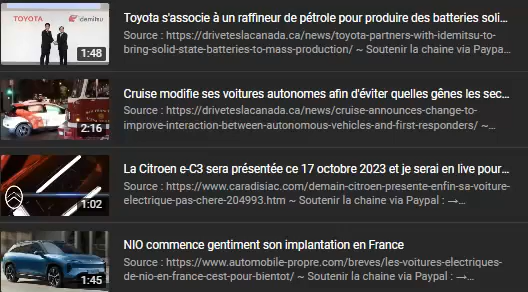 TOYOTA
idemitsu
1:48
Toyota s'associe à un raffineur de pétrole pour produire des batteries soli...
Source : https://driveteslacanada.ca/news/toyota-partners-with-idemitsu-to-
bring-solid-state-batteries-to-mass-production/ ~ Soutenir la chaine via Paypa...
2:16
Cruise modifie ses voitures autonomes afin d'éviter quelles gênes les sec...
Source : https://driveteslacanada.ca/news/cruise-announces-change-to-
improve-interaction-between-autonomous-vehicles-and-first-responders/ ~...
1:02
La Citroen e-C3 sera présentée ce 17 octobre 2023 et je serai en live pour...
Source : https://www.caradisiac.com/demain-citroen-presente-enfin-sa-voiture-
electrique-pas-chere-204993.htm ~ Soutenir la chaine via Paypal : →...
1:45
NIO commence gentiment son implantation en France
Source : https://www.automobile-propre.com/breves/les-voitures-electriques-
de-nio-en-france-cest-pour-bientot/ ~ Soutenir la chaine via Paypal : →...